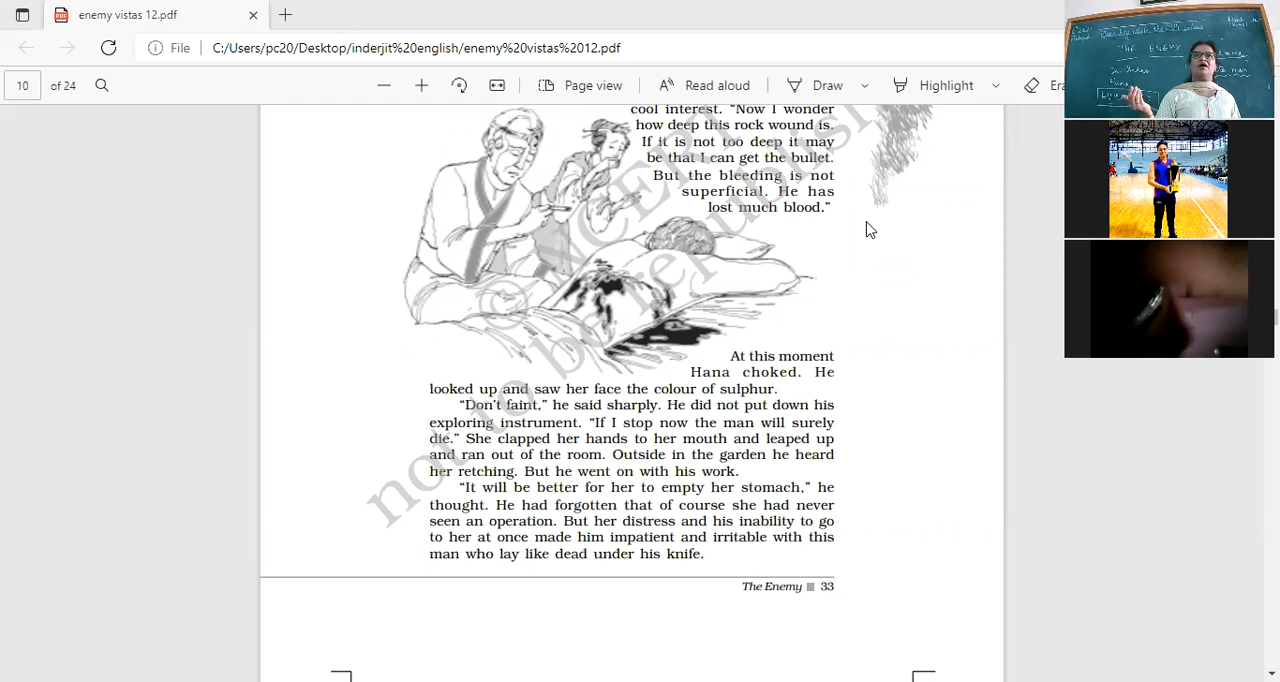 enemy vistas 12.pdf
File C:/Users/pc20/Desktop/inderjit%20english/enemy%20vistas%2012.pdf
10 of 24 Page view Read aloud Draw Highlight Era
cool interest. “Now I wonder
how deep this rock wound is.
If it is not too deep it may
be that I can get the bullet.
But the bleeding is not
superficial. He has
lost much blood.”
At this moment
Hana choked. He
looked up and saw her face the colour of sulphur.
“Don’t faint,” he said sharply. He did not put down his
exploring instrument. “If I stop now the man will surely
die.” She clapped her hands to her mouth and leaped up
and ran out of the room. Outside in the garden he heard
her retching. But he went on with his work.
“It will be better for her to empty her stomach,” he
thought. He had forgotten that of course she had never
seen an operation. But her distress and his inability to go
to her at once made him impatient and irritable with this
man who lay like dead under his knife.
The Enemy 33
not to be republish
THE ENEMY